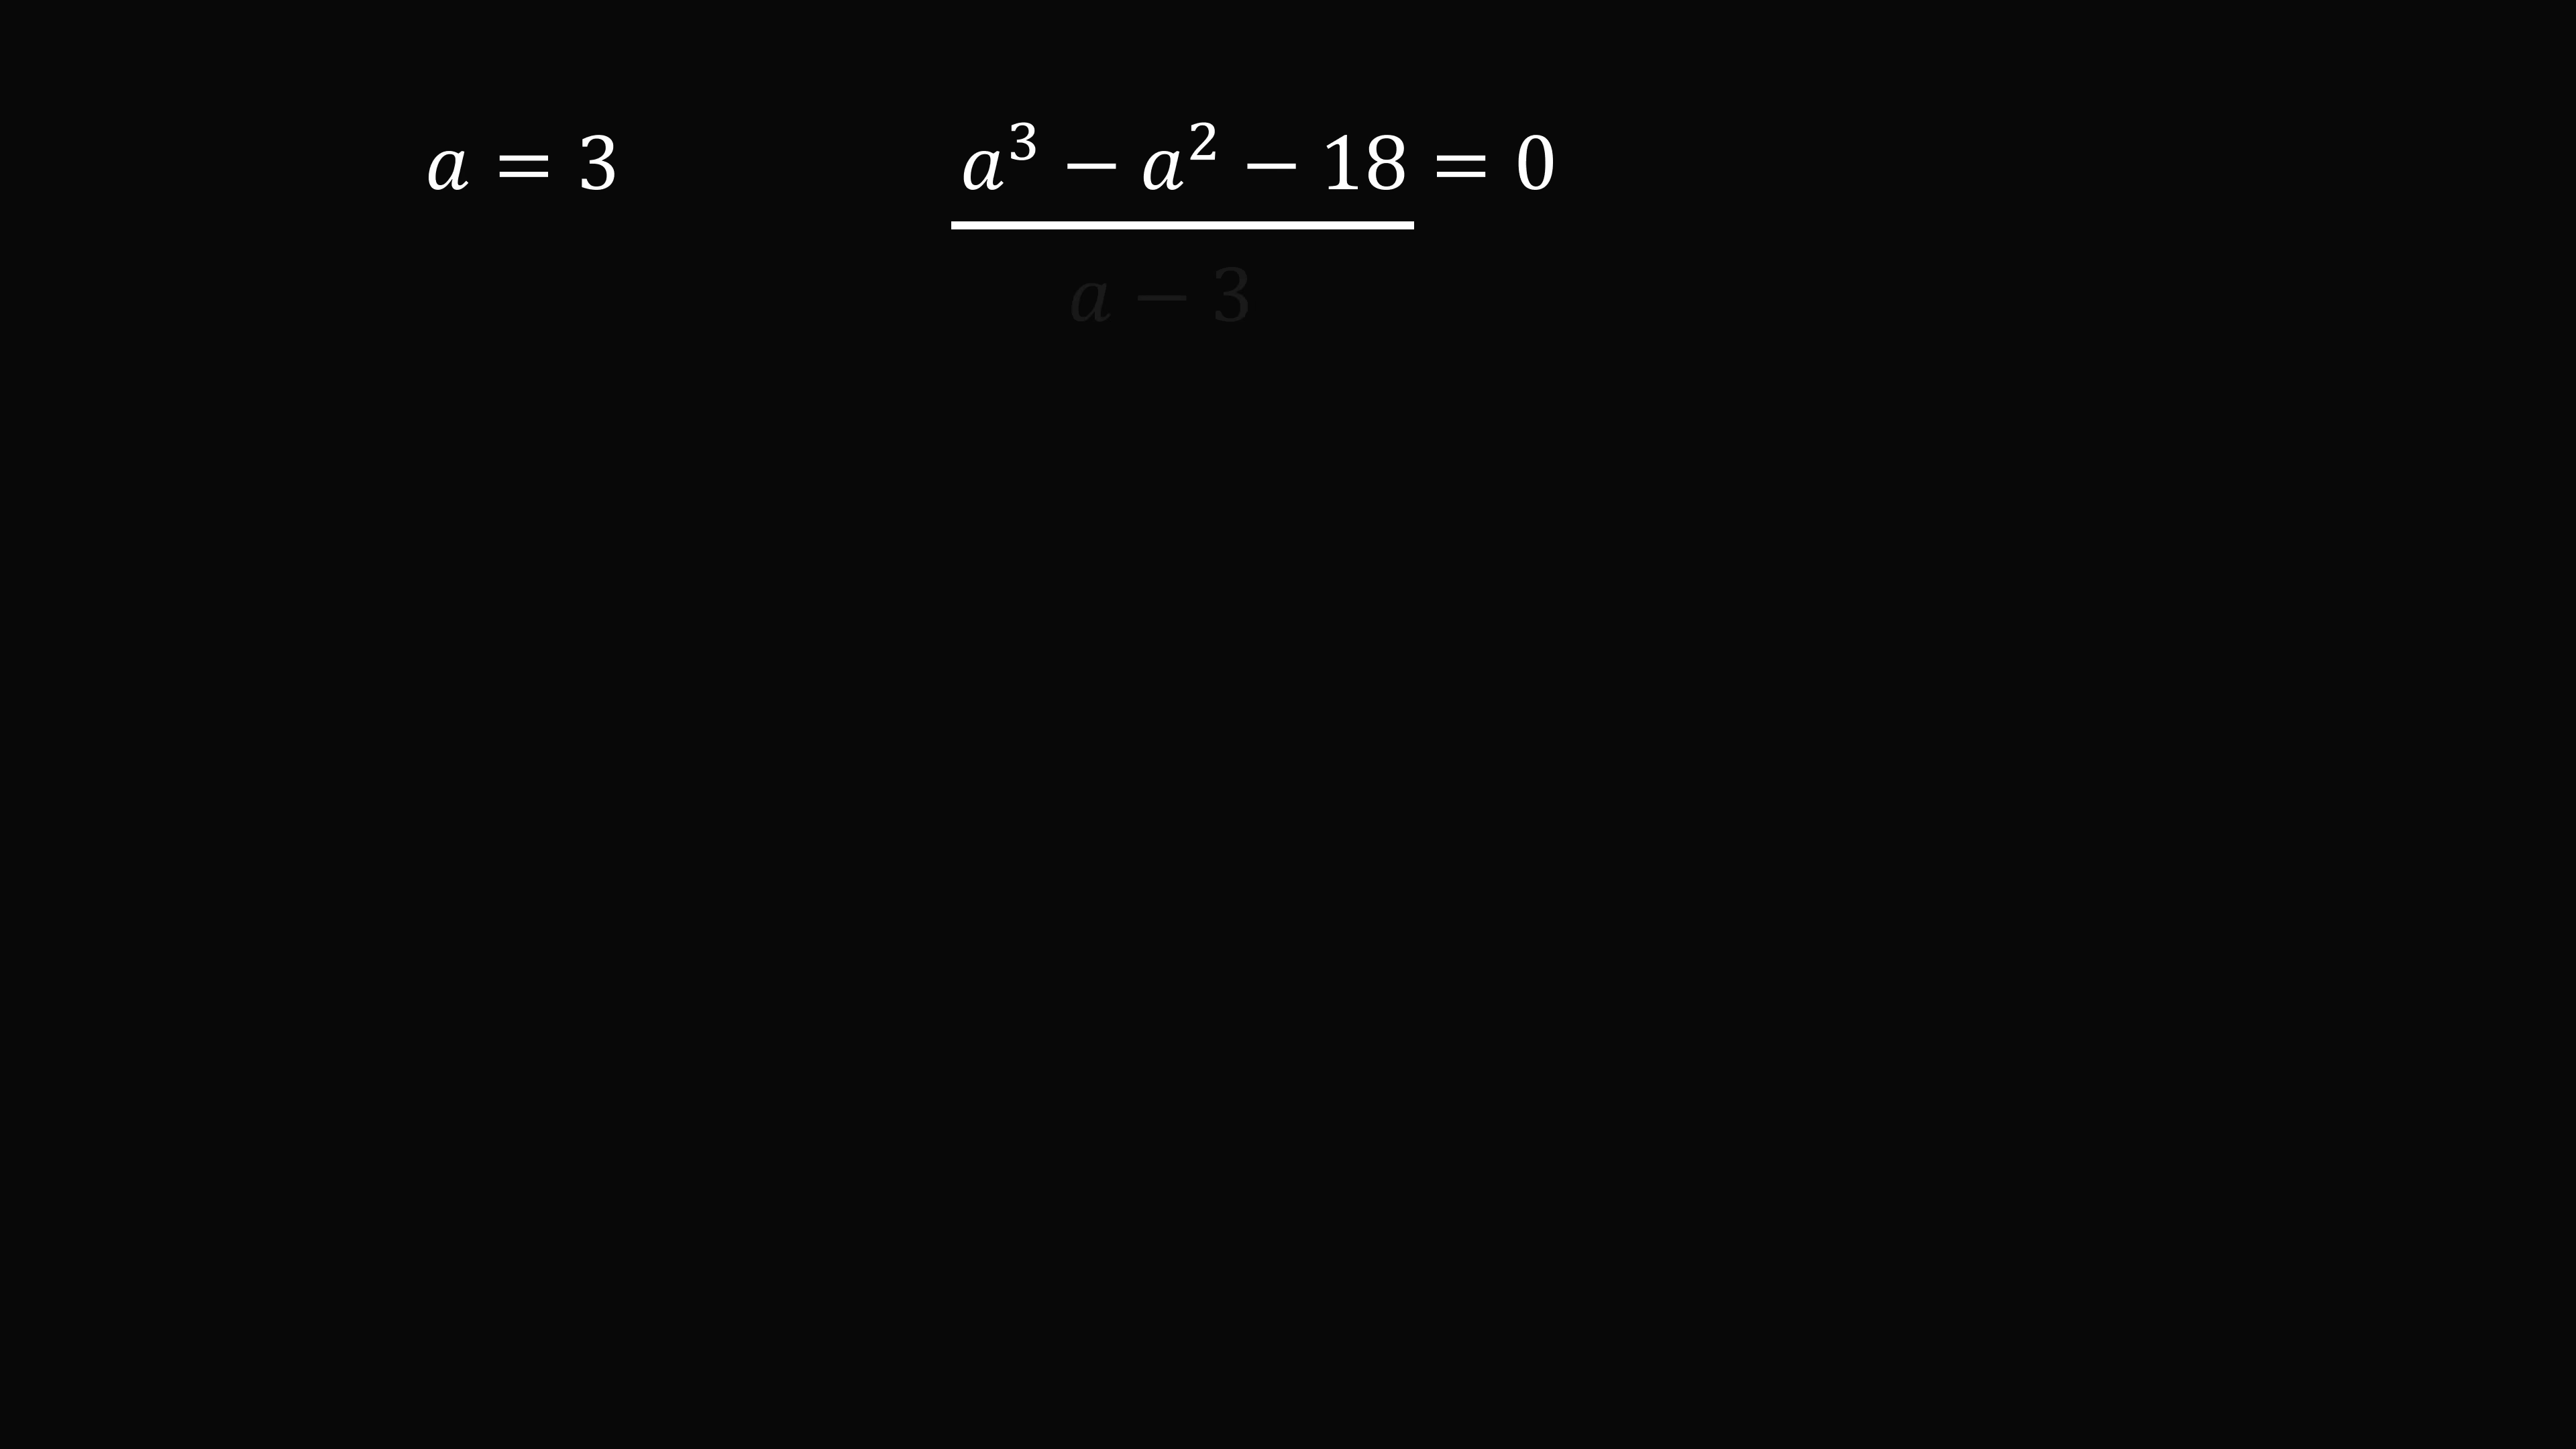 a = 3
a³ − a² − 18 = 0
a − 3